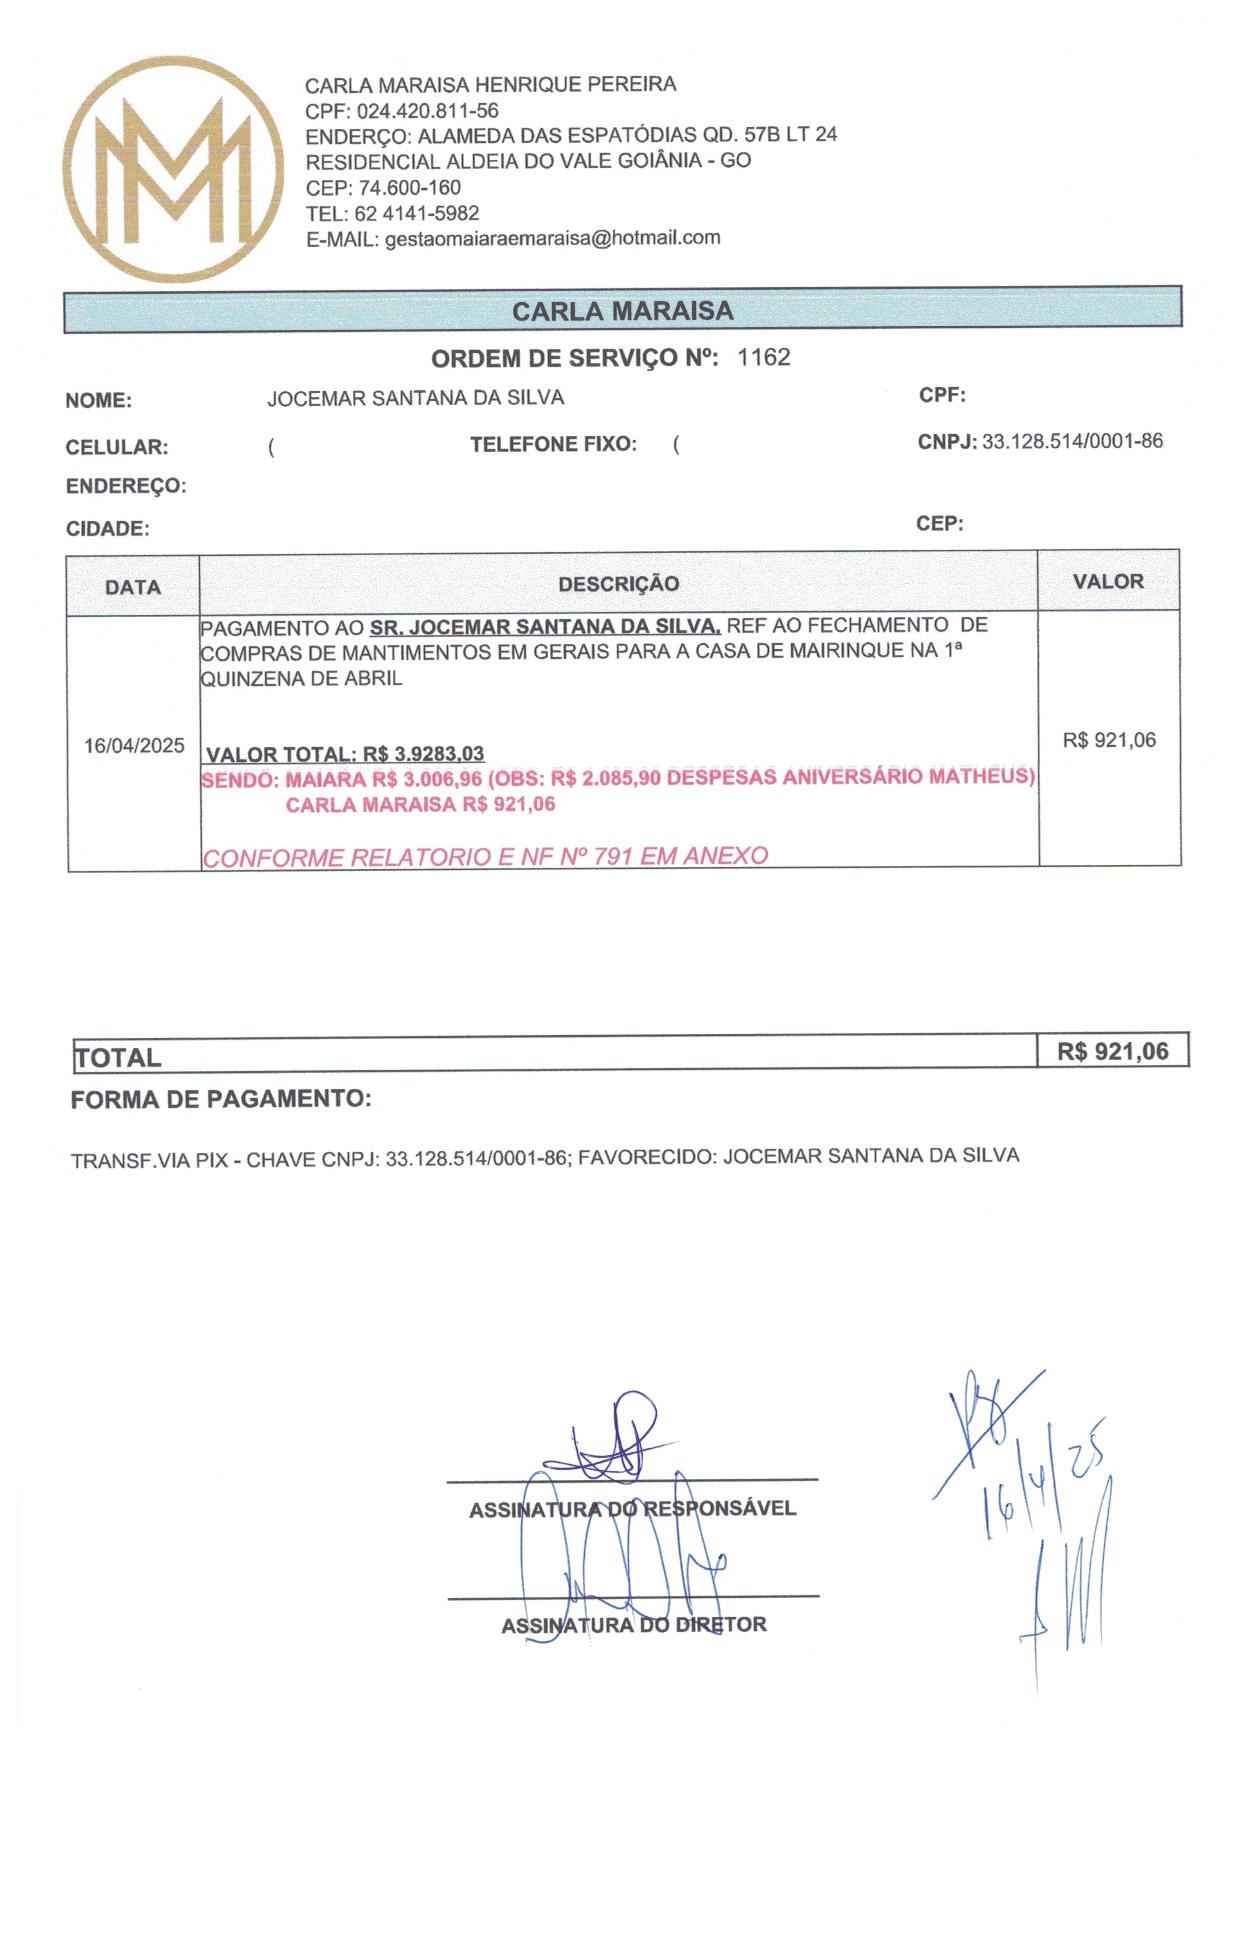 CARLA MARAISA HENRIQUE PEREIRA
CPF: 024.420.811-56
ENDERÇO: ALAMEDA DAS ESPATÓDIAS QD. 57B LT 24
RESIDENCIAL ALDEIA DO VALE GOIÂNIA - GO
CEP: 74.600-160
TEL: 62 4141-5982
E-MAIL: gestaomaiaraemaraisa@hotmail.com
CARLA MARAISA
ORDEM DE SERVIÇO Nº: 1162
NOME: JOCEMAR SANTANA DA SILVA CPF:
CELULAR: ( TELEFONE FIXO: ( CNPJ: 33.128.514/0001-86
ENDEREÇO:
CIDADE: CEP:
DATA DESCRIÇÃO VALOR
PAGAMENTO AO SR. JOCEMAR SANTANA DA SILVA, REF AO FECHAMENTO DE
COMPRAS DE MANTIMENTOS EM GERAIS PARA A CASA DE MAIRINQUE NA 1ª
QUINZENA DE ABRIL
16/04/2025 R$ 921,06
VALOR TOTAL: R$ 3.9283,03
SENDO: MAIARA R$ 3.006,96 (OBS: R$ 2.085,90 DESPESAS ANIVERSÁRIO MATHEUS)
CARLA MARAISA R$ 921,06
CONFORME RELATORIO E NF Nº 791 EM ANEXO
TOTAL R$ 921,06
FORMA DE PAGAMENTO:
TRANSF.VIA PIX - CHAVE CNPJ: 33.128.514/0001-86; FAVORECIDO: JOCEMAR SANTANA DA SILVA
16/4/25
ASSINATURA DO RESPONSÁVEL
ASSINATURA DO DIRETOR